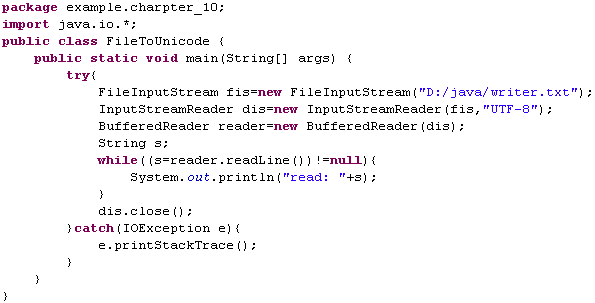 package example.charpter_10;
import java.io.*;
public class FileToUnicode {
    public static void main(String[] args) {
        try{
            FileInputStream fis=new FileInputStream("D:/java/writer.txt");
            InputStreamReader dis=new InputStreamReader(fis,"UTF-8");
            BufferedReader reader=new BufferedReader(dis);
            String s;
            while((s=reader.readLine())!=null){
                System.out.println("read: "+s);
            }
            dis.close();
        }catch(IOException e){
            e.printStackTrace();
        }
    }
}